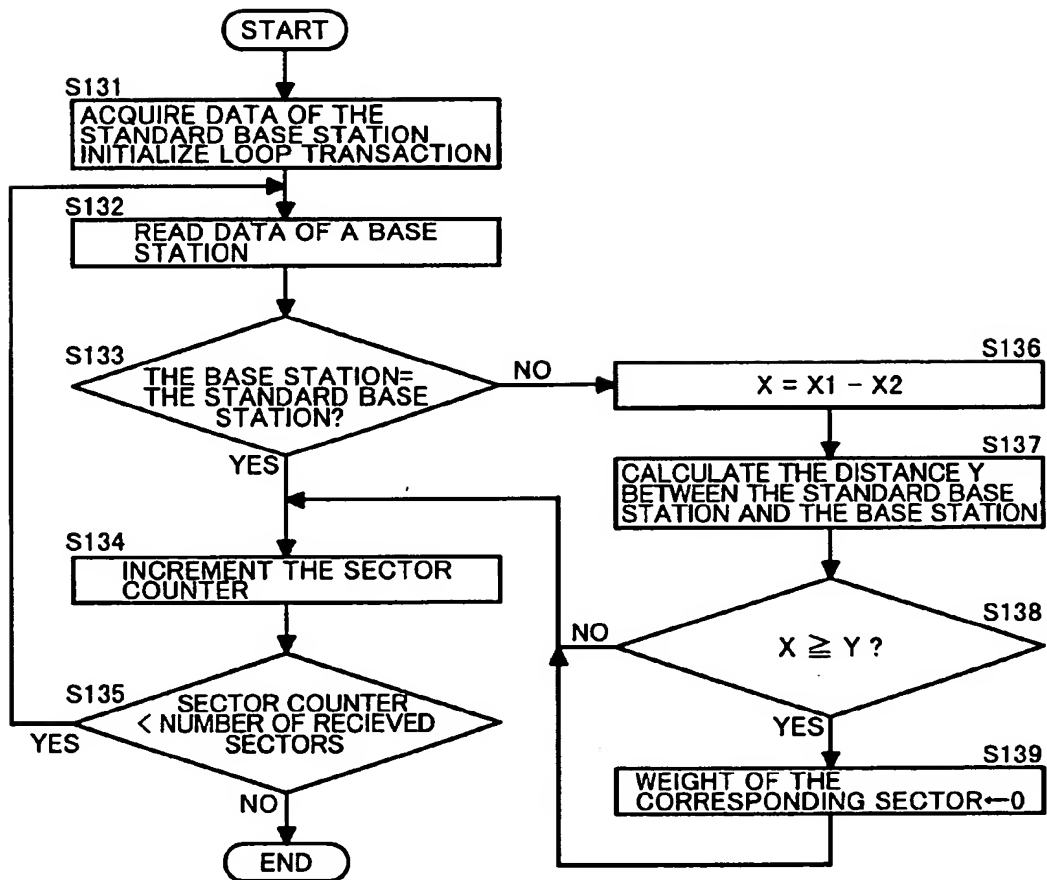 START
S131
ACQUIRE DATA OF THE
STANDARD BASE STATION
INITIALIZE LOOP TRANSACTION
S132
READ DATA OF A BASE
STATION
S133
THE BASE STATION=
THE STANDARD BASE
STATION?
NO
YES
S136
X = X1 - X2
S137
CALCULATE THE DISTANCE Y
BETWEEN THE STANDARD BASE
STATION AND THE BASE STATION
S134
INCREMENT THE SECTOR
COUNTER
S138
X ≧ Y ?
NO
YES
S135
SECTOR COUNTER
< NUMBER OF RECIEVED
SECTORS
YES
NO
S139
WEIGHT OF THE
CORRESPONDING SECTOR←0
END